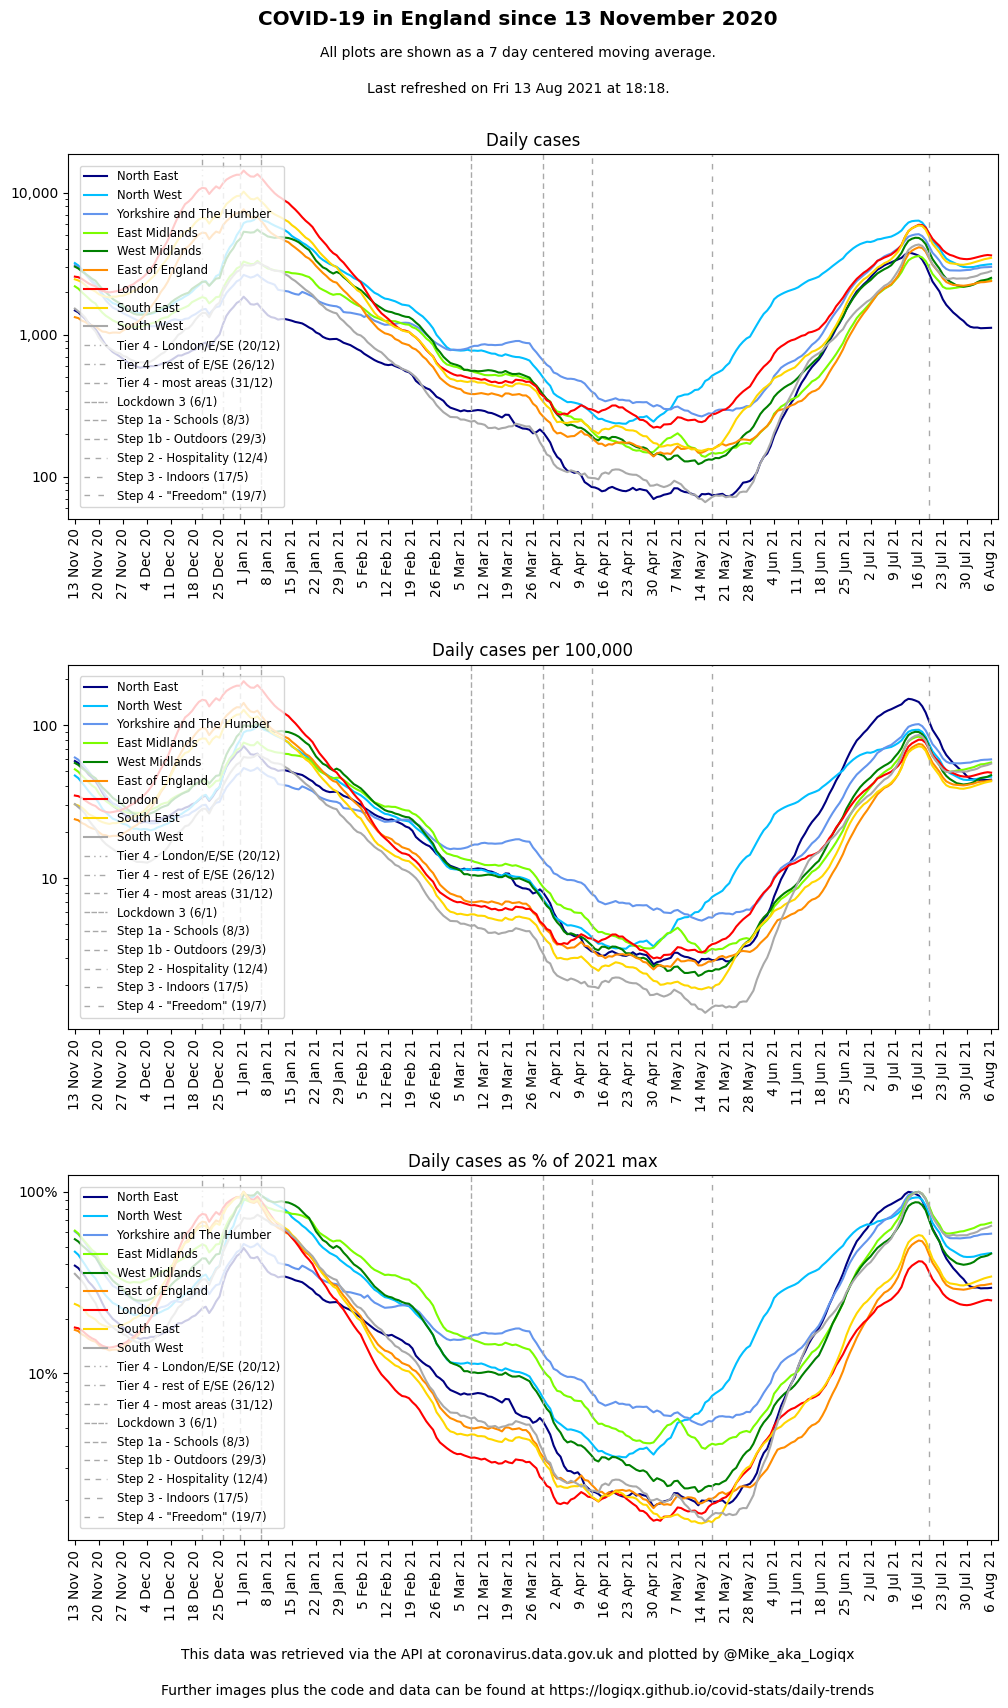 COVID-19 in England since 13 November 2020
All plots are shown as a 7 day centered moving average.
Last refreshed on Fri 13 Aug 2021 at 18:18.
Daily cases
10,000
1,000
100
North East
North West
Yorkshire and The Humber
East Midlands
West Midlands
East of England
London
South East
South West
Tier 4 - London/E/SE (20/12)
Tier 4 - rest of E/SE (26/12)
Tier 4 - most areas (31/12)
Lockdown 3 (6/1)
Step 1a - Schools (8/3)
Step 1b - Outdoors (29/3)
Step 2 - Hospitality (12/4)
Step 3 - Indoors (17/5)
Step 4 - "Freedom" (19/7)
13 Nov 20
20 Nov 20
27 Nov 20
4 Dec 20
11 Dec 20
18 Dec 20
25 Dec 20
1 Jan 21
8 Jan 21
15 Jan 21
22 Jan 21
29 Jan 21
5 Feb 21
12 Feb 21
19 Feb 21
26 Feb 21
5 Mar 21
12 Mar 21
19 Mar 21
26 Mar 21
2 Apr 21
9 Apr 21
16 Apr 21
23 Apr 21
30 Apr 21
7 May 21
14 May 21
21 May 21
28 May 21
4 Jun 21
11 Jun 21
18 Jun 21
25 Jun 21
2 Jul 21
9 Jul 21
16 Jul 21
23 Jul 21
30 Jul 21
6 Aug 21
Daily cases per 100,000
100
10
North East
North West
Yorkshire and The Humber
East Midlands
West Midlands
East of England
London
South East
South West
Tier 4 - London/E/SE (20/12)
Tier 4 - rest of E/SE (26/12)
Tier 4 - most areas (31/12)
Lockdown 3 (6/1)
Step 1a - Schools (8/3)
Step 1b - Outdoors (29/3)
Step 2 - Hospitality (12/4)
Step 3 - Indoors (17/5)
Step 4 - "Freedom" (19/7)
13 Nov 20
20 Nov 20
27 Nov 20
4 Dec 20
11 Dec 20
18 Dec 20
25 Dec 20
1 Jan 21
8 Jan 21
15 Jan 21
22 Jan 21
29 Jan 21
5 Feb 21
12 Feb 21
19 Feb 21
26 Feb 21
5 Mar 21
12 Mar 21
19 Mar 21
26 Mar 21
2 Apr 21
9 Apr 21
16 Apr 21
23 Apr 21
30 Apr 21
7 May 21
14 May 21
21 May 21
28 May 21
4 Jun 21
11 Jun 21
18 Jun 21
25 Jun 21
2 Jul 21
9 Jul 21
16 Jul 21
23 Jul 21
30 Jul 21
6 Aug 21
Daily cases as % of 2021 max
100%
10%
North East
North West
Yorkshire and The Humber
East Midlands
West Midlands
East of England
London
South East
South West
Tier 4 - London/E/SE (20/12)
Tier 4 - rest of E/SE (26/12)
Tier 4 - most areas (31/12)
Lockdown 3 (6/1)
Step 1a - Schools (8/3)
Step 1b - Outdoors (29/3)
Step 2 - Hospitality (12/4)
Step 3 - Indoors (17/5)
Step 4 - "Freedom" (19/7)
13 Nov 20
20 Nov 20
27 Nov 20
4 Dec 20
11 Dec 20
18 Dec 20
25 Dec 20
1 Jan 21
8 Jan 21
15 Jan 21
22 Jan 21
29 Jan 21
5 Feb 21
12 Feb 21
19 Feb 21
26 Feb 21
5 Mar 21
12 Mar 21
19 Mar 21
26 Mar 21
2 Apr 21
9 Apr 21
16 Apr 21
23 Apr 21
30 Apr 21
7 May 21
14 May 21
21 May 21
28 May 21
4 Jun 21
11 Jun 21
18 Jun 21
25 Jun 21
2 Jul 21
9 Jul 21
16 Jul 21
23 Jul 21
30 Jul 21
6 Aug 21
This data was retrieved via the API at coronavirus.data.gov.uk and plotted by @Mike_aka_Logiqx
Further images plus the code and data can be found at https://logiqx.github.io/covid-stats/daily-trends